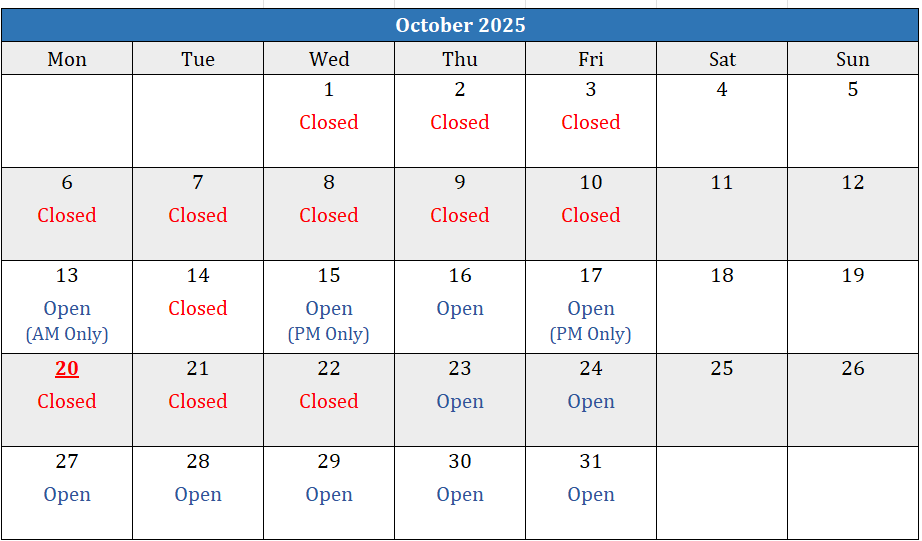 October 2025
Mon Tue Wed Thu Fri Sat Sun
1 2 3 4 5
Closed Closed Closed
6 7 8 9 10 11 12
Closed Closed Closed Closed Closed
13 14 15 16 17 18 19
Open Closed Open Open Open
(AM Only) (PM Only) (PM Only)
20 21 22 23 24 25 26
Closed Closed Closed Open Open
27 28 29 30 31
Open Open Open Open Open